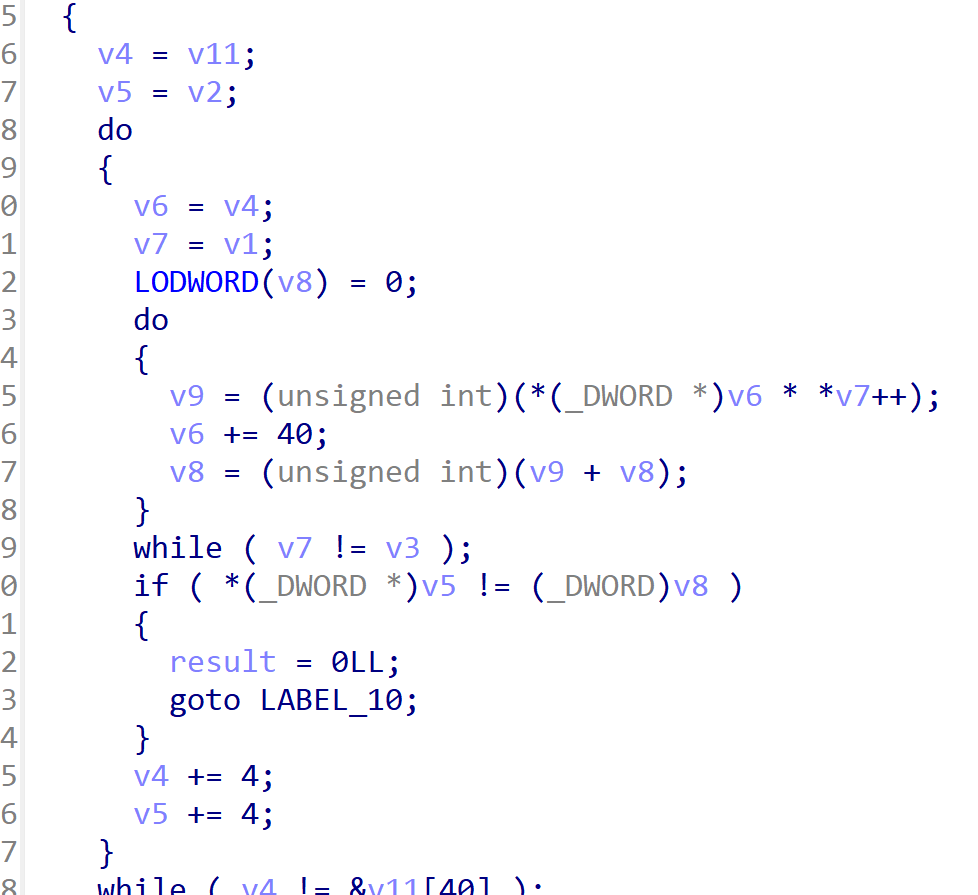 5 {
6 v4 = v11;
7 v5 = v2;
8 do
9 {
0 v6 = v4;
1 v7 = v1;
2 LODWORD(v8) = 0;
3 do
4 {
5 v9 = (unsigned int)(*(_DWORD *)v6 * *v7++);
6 v6 += 40;
7 v8 = (unsigned int)(v9 + v8);
8 }
9 while ( v7 != v3 );
0 if ( *(_DWORD *)v5 != (_DWORD)v8 )
1 {
2 result = 0LL;
3 goto LABEL_10;
4 }
5 v4 += 4;
6 v5 += 4;
7 }
8 while ( v4 != &v11[40] );